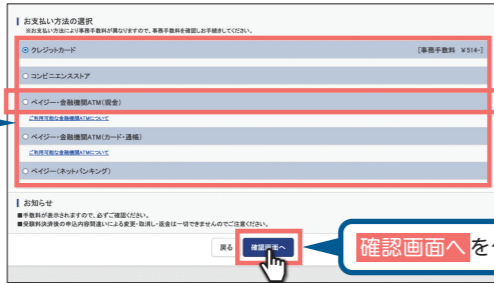 お支払い方法の選択
※お支払い方法により事務手数料が異なりますので、事務手数料を確認しお手続きしてください。
クレジットカード [事務手数料 ¥514-]
コンビニエンスストア
ペイジー・金融機関ATM(現金)
ご利用可能な金融機関ATMについて
ペイジー・金融機関ATM(カード・通帳)
ご利用可能な金融機関ATMについて
ペイジー(ネットバンキング)
お知らせ
■手数料が表示されますので、必ずご確認ください。
■受験料決済後の申込内容間違いによる変更・取消し・返金は一切できませんのでご注意ください。
戻る 確認画面へ
確認画面へ を